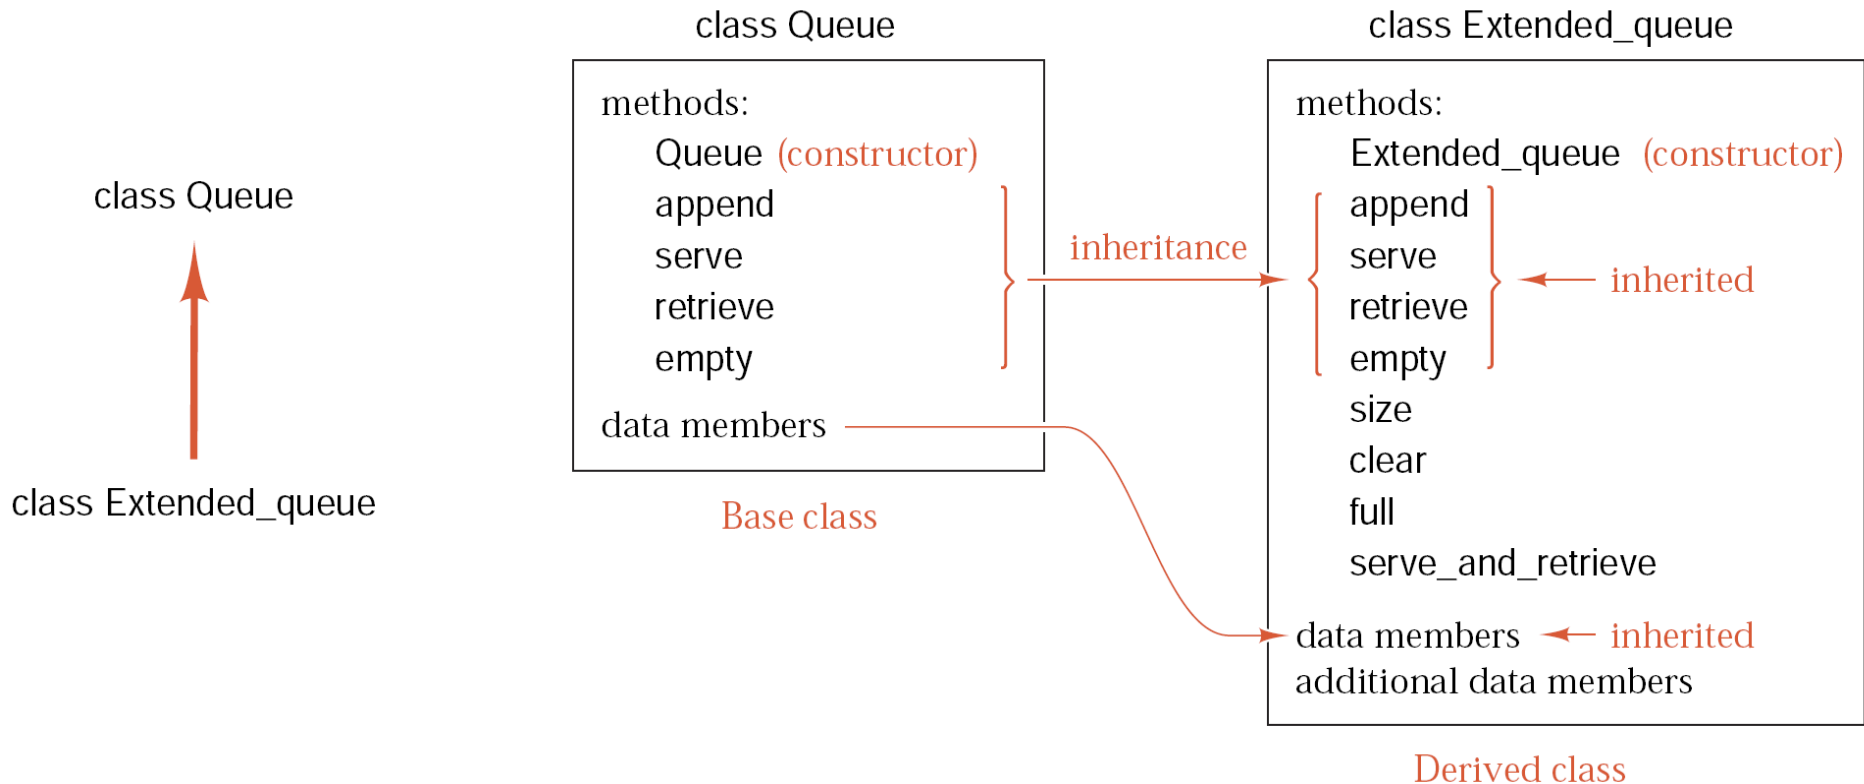 class Queue
class Extended_queue
class Queue
methods:
Queue (constructor)
append
serve
retrieve
empty
data members
Base class
inheritance
class Extended_queue
methods:
Extended_queue (constructor)
append
serve
retrieve
empty
inherited
size
clear
full
serve_and_retrieve
data members
inherited
additional data members
Derived class